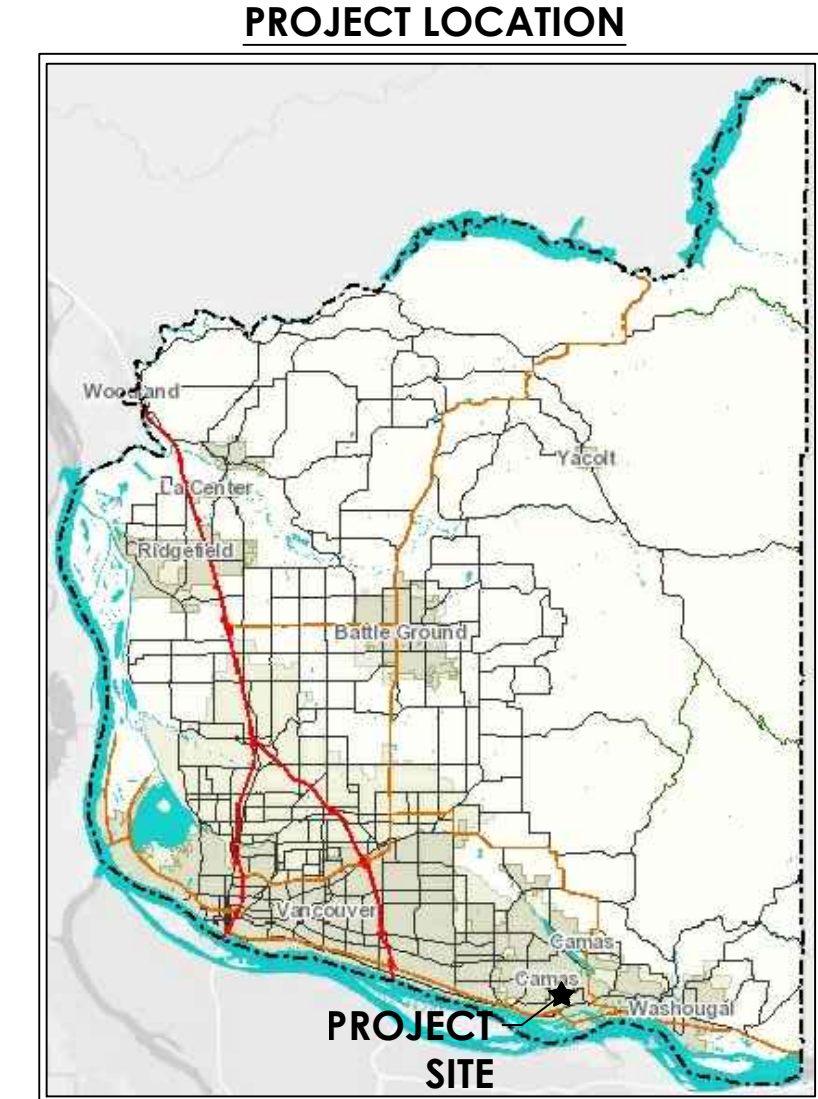 PROJECT LOCATION
Woodland
Yacolt
La Center
Ridgefield
Battle Ground
Vancouver
Camas
Camas
Washougal
PROJECT
SITE